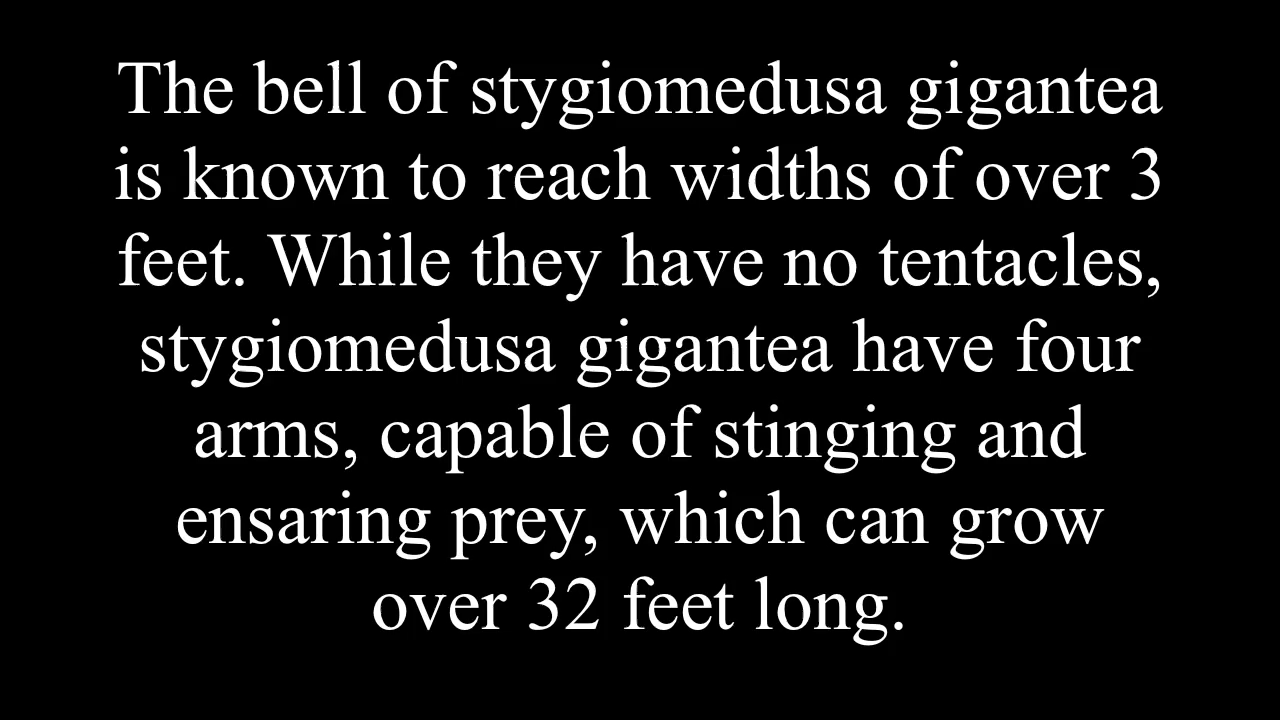 The bell of stygiomedusa gigantea
is known to reach widths of over 3
feet. While they have no tentacles,
stygiomedusa gigantea have four
arms, capable of stinging and
ensaring prey, which can grow
over 32 feet long.